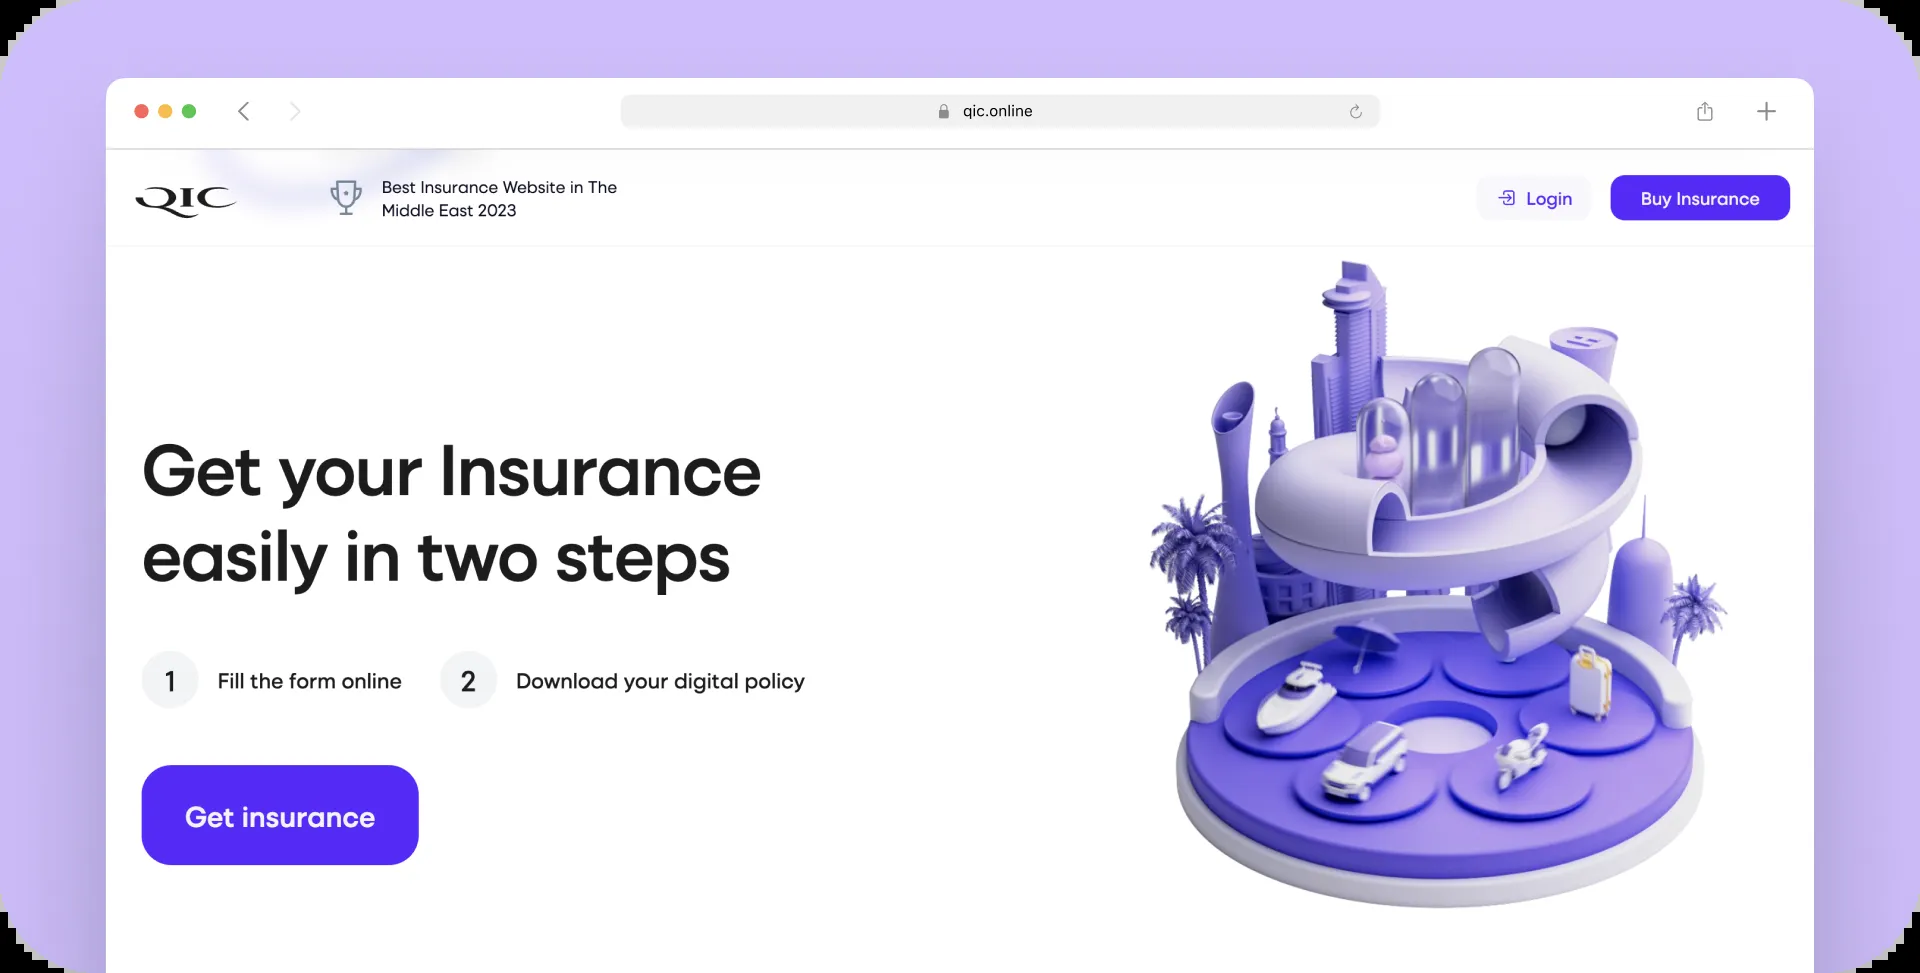 qic.online
QIC
Best Insurance Website in The
Middle East 2023
Login
Buy Insurance
Get your Insurance
easily in two steps
1 Fill the form online 2 Download your digital policy
Get insurance